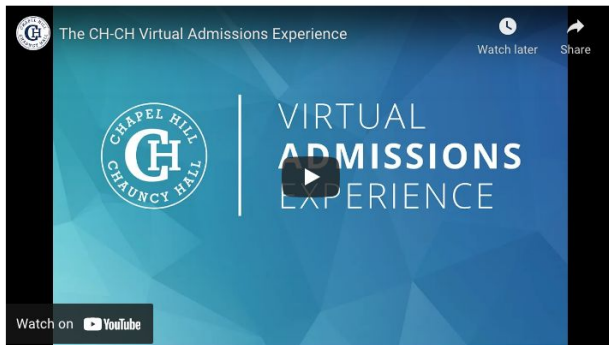 The CH-CH Virtual Admissions Experience
Watch later
Share
CHAPEL HILL
CH
CHAUNCY HALL
VIRTUAL
ADMISSIONS
EXPERIENCE
Watch on YouTube